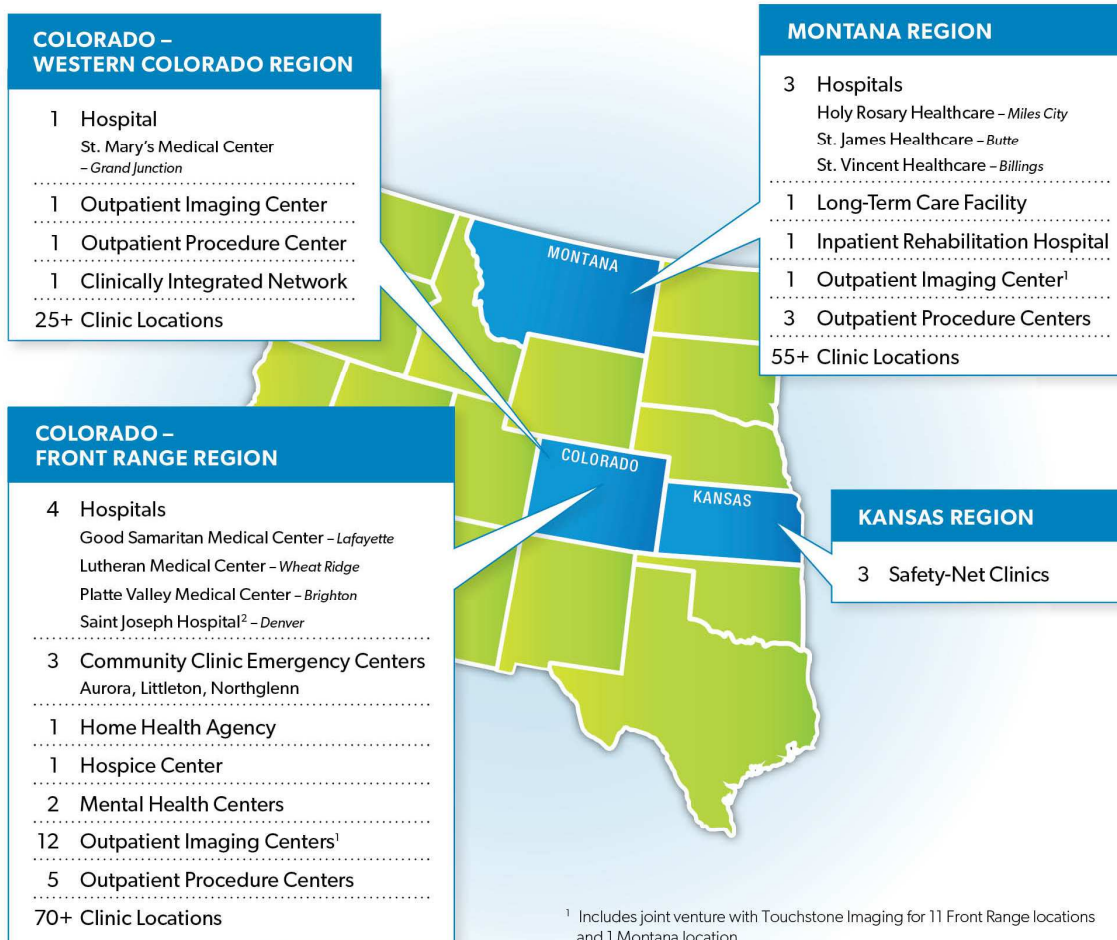 COLORADO –
WESTERN COLORADO REGION
1 Hospital
St. Mary's Medical Center
– Grand Junction
1 Outpatient Imaging Center
1 Outpatient Procedure Center
1 Clinically Integrated Network
25+ Clinic Locations
MONTANA REGION
3 Hospitals
Holy Rosary Healthcare – Miles City
St. James Healthcare – Butte
St. Vincent Healthcare – Billings
1 Long-Term Care Facility
1 Inpatient Rehabilitation Hospital
1 Outpatient Imaging Center¹
3 Outpatient Procedure Centers
55+ Clinic Locations
MONTANA
COLORADO
KANSAS
COLORADO –
FRONT RANGE REGION
4 Hospitals
Good Samaritan Medical Center – Lafayette
Lutheran Medical Center – Wheat Ridge
Platte Valley Medical Center – Brighton
Saint Joseph Hospital² – Denver
3 Community Clinic Emergency Centers
Aurora, Littleton, Northglenn
1 Home Health Agency
1 Hospice Center
2 Mental Health Centers
12 Outpatient Imaging Centers¹
5 Outpatient Procedure Centers
70+ Clinic Locations
KANSAS REGION
3 Safety-Net Clinics
¹ Includes joint venture with Touchstone Imaging for 11 Front Range locations
and 1 Montana location